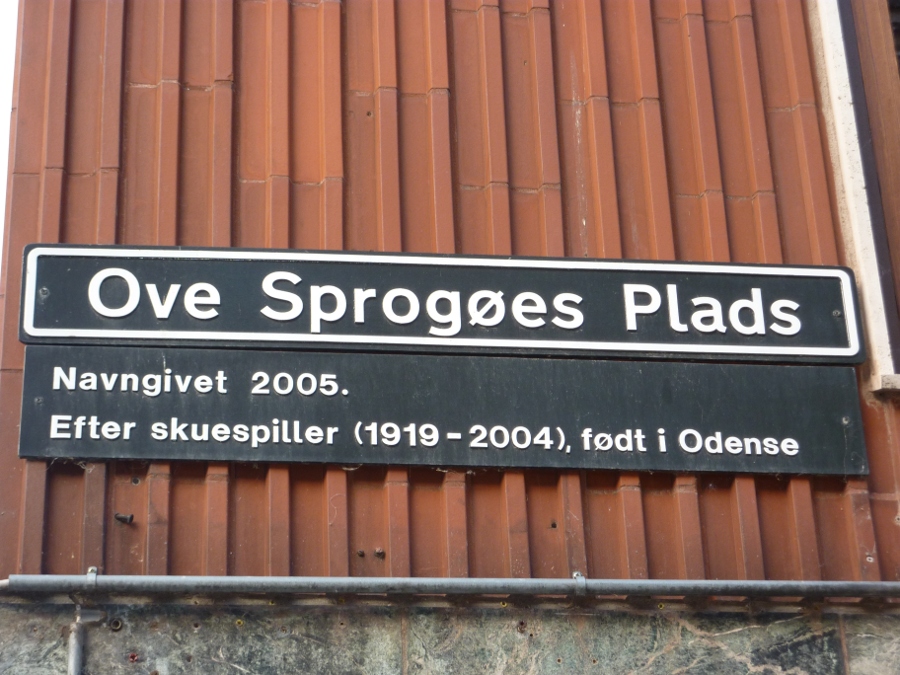 Ove Sprogøes Plads
Navngivet 2005.
Efter skuespiller (1919-2004), født i Odense